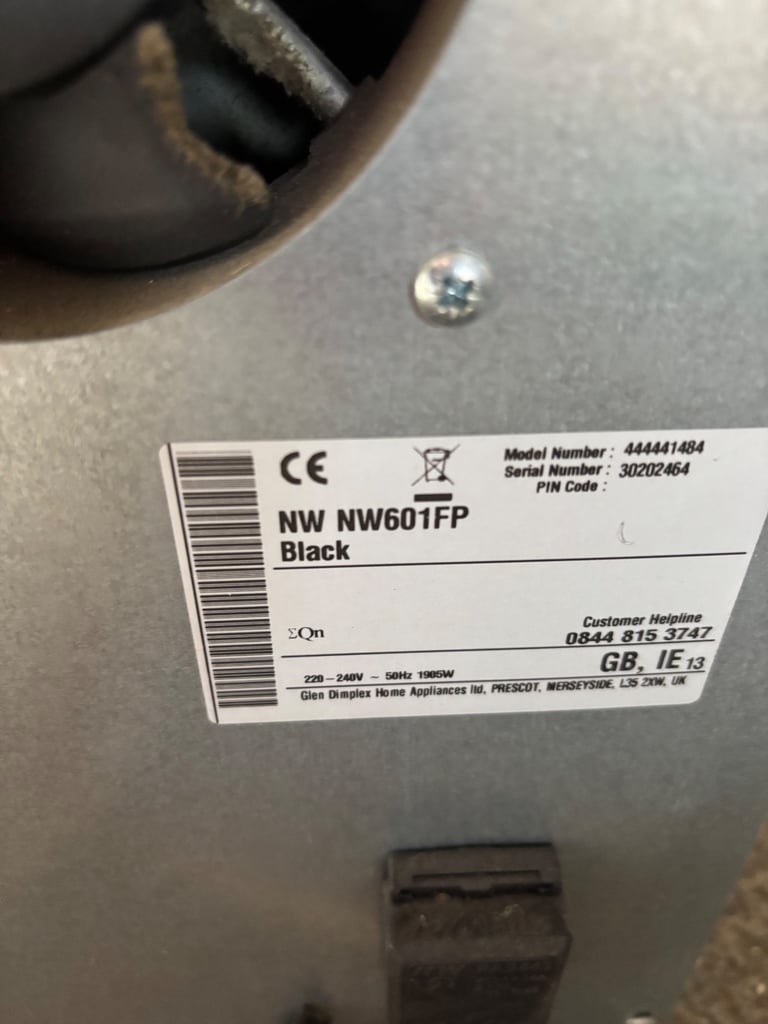 CE
Model Number : 444441484
Serial Number : 30202464
PIN Code :
NW NW601FP
Black
ΣQn
Customer Helpline
0844 815 3747
GB, IE 13
220–240V ~ 50Hz 1905W
Glen Dimplex Home Appliances ltd, PRESCOT, MERSEYSIDE, L35 2XW, UK